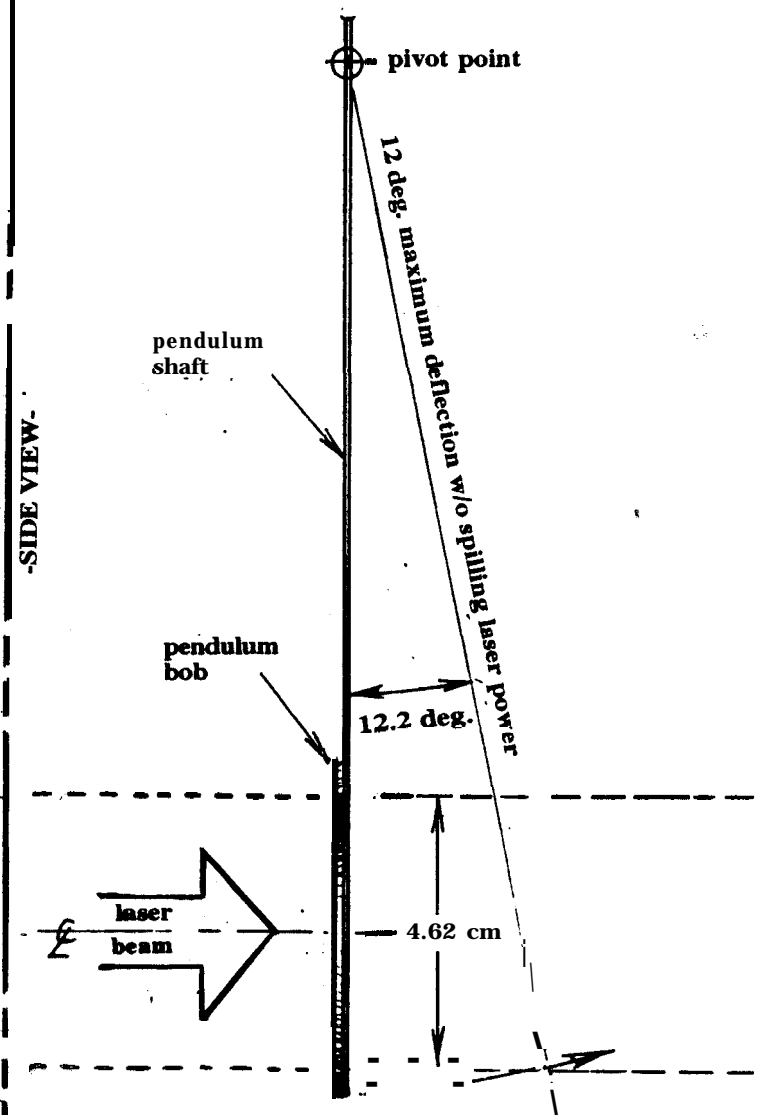 pivot point
12 deg. maximum deflection w/o spilling laser power
pendulum
shaft
-SIDE VIEW-
pendulum
bob
12.2 deg.
laser
beam
4.62 cm
℄